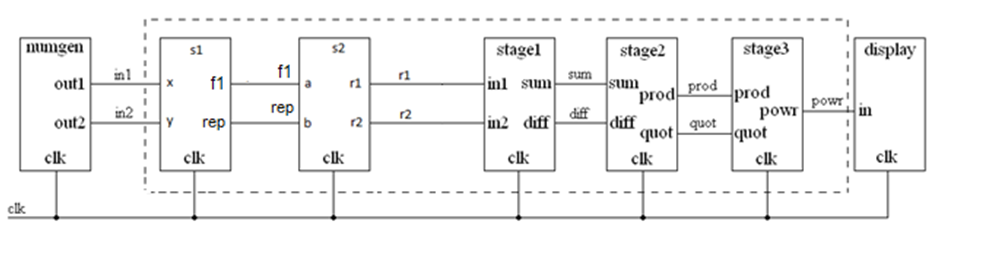 numgen
out1
out2
clk
in1
in2
s1
x
f1
y
rep
clk
f1
rep
s2
a
r1
b
r2
clk
r1
r2
stage1
in1 sum
in2 diff
clk
sum
diff
stage2
sum
prod
diff
quot
clk
prod
quot
stage3
prod
powr
quot
clk
powr
display
in
clk
clk